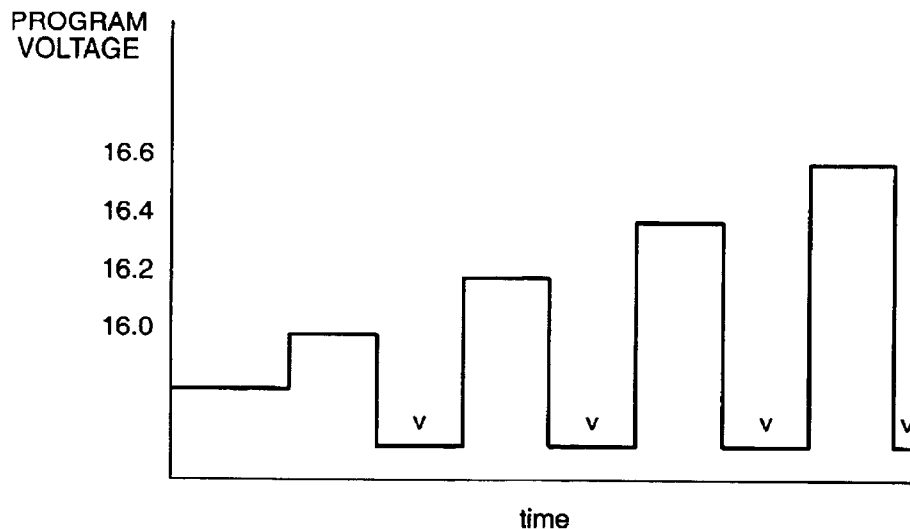 PROGRAM
VOLTAGE
16.6
16.4
16.2
16.0
v v v v
time